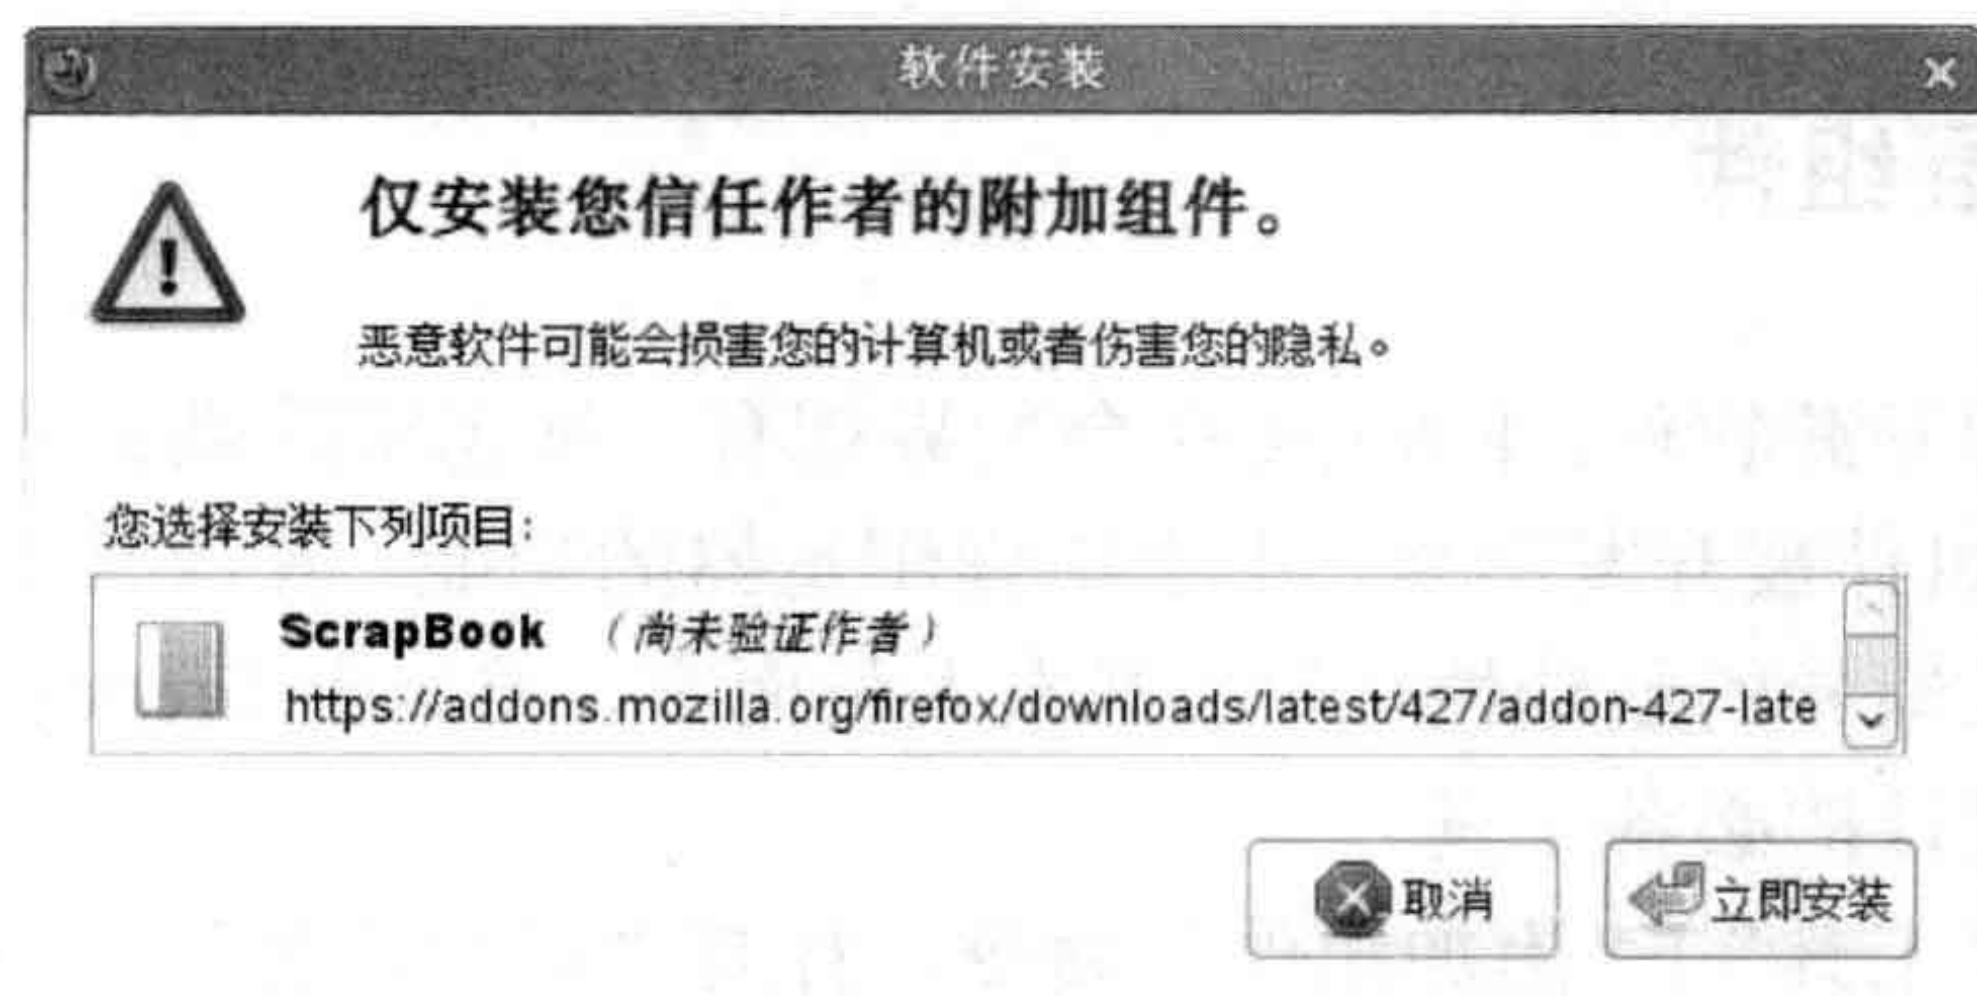 软件安装
仅安装您信任作者的附加组件。
恶意软件可能会损害您的计算机或者伤害您的隐私。
您选择安装下列项目：
ScrapBook （尚未验证作者）
https://addons.mozilla.org/firefox/downloads/latest/427/addon-427-late
取消 立即安装